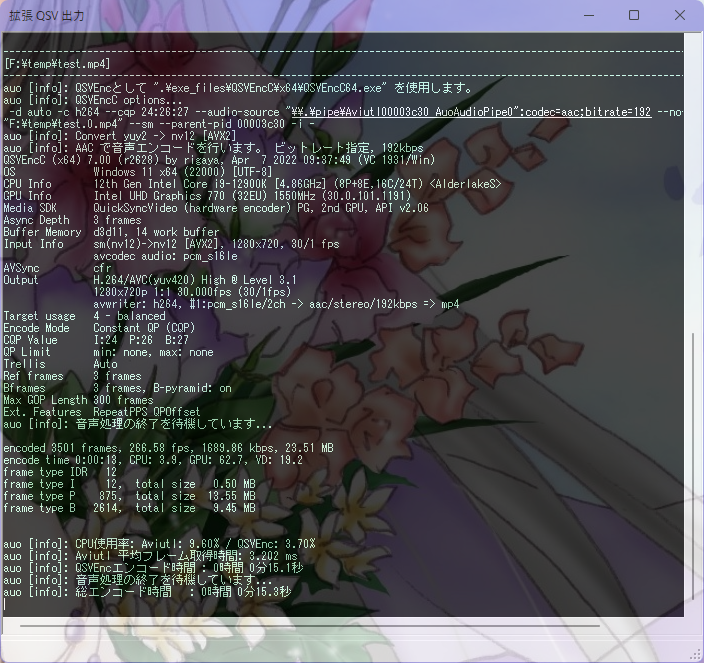 拡張 QSV 出力
--------------------------------------------------------------------------------
[F:¥temp¥test.mp4]
--------------------------------------------------------------------------------
auo [info]: QSVEncとして ".¥exe_files¥QSVEncC¥x64¥QSVEncC64.exe" を使用します。
auo [info]: QSVEncC options...
-d auto -c h264 --cqp 24:26:27 --audio-source "¥¥.¥pipe¥Aviutl00003c30_AuoAudioPipe0":codec=aac;bitrate=192 --no-
"F:¥temp¥test.0.mp4" --sm --parent-pid 00003c30 -i -
auo [info]: Convert yuy2 -> nv12 [AVX2]
auo [info]: AAC で音声エンコードを行います。 ビットレート指定, 192kbps
QSVEncC (x64) 7.00 (r2628) by rigaya, Apr  7 2022 09:37:49 (VC 1931/Win)
OS             Windows 11 x64 (22000) [UTF-8]
CPU Info       12th Gen Intel Core i9-12900K [4.86GHz] (8P+8E,16C/24T) <AlderlakeS>
GPU Info       Intel UHD Graphics 770 (32EU) 1550MHz (30.0.101.1191)
Media SDK      QuickSyncVideo (hardware encoder) PG, 2nd GPU, API v2.06
Async Depth    3 frames
Buffer Memory  d3d11, 14 work buffer
Input Info     sm(nv12)->nv12 [AVX2], 1280x720, 30/1 fps
avcodec audio: pcm_s16le
AVSync         cfr
Output         H.264/AVC(yuv420) High @ Level 3.1
1280x720p 1:1 30.000fps (30/1fps)
avwriter: h264, #1:pcm_s16le/2ch -> aac/stereo/192kbps => mp4
Target usage   4 - balanced
Encode Mode    Constant QP (CQP)
CQP Value      I:24  P:26  B:27
QP Limit       min: none, max: none
Trellis        Auto
Ref frames     3 frames
Bframes        3 frames, B-pyramid: on
Max GOP Length 300 frames
Ext. Features  RepeatPPS QPOffset
auo [info]: 音声処理の終了を待機しています...
encoded 3501 frames, 266.58 fps, 1689.86 kbps, 23.51 MB
encode time 0:00:13, CPU: 3.9, GPU: 62.7, VD: 19.2
frame type IDR   12
frame type I     12,  total size   0.50 MB
frame type P    875,  total size  13.55 MB
frame type B   2614,  total size   9.45 MB
auo [info]: CPU使用率: Aviutl: 9.60% / QSVEnc: 3.70%
auo [info]: Aviutl 平均フレーム取得時間: 3.202 ms
auo [info]: QSVEncエンコード時間 : 0時間 0分15.1秒
auo [info]: 音声処理の終了を待機しています...
auo [info]: 総エンコード時間   : 0時間 0分15.3秒